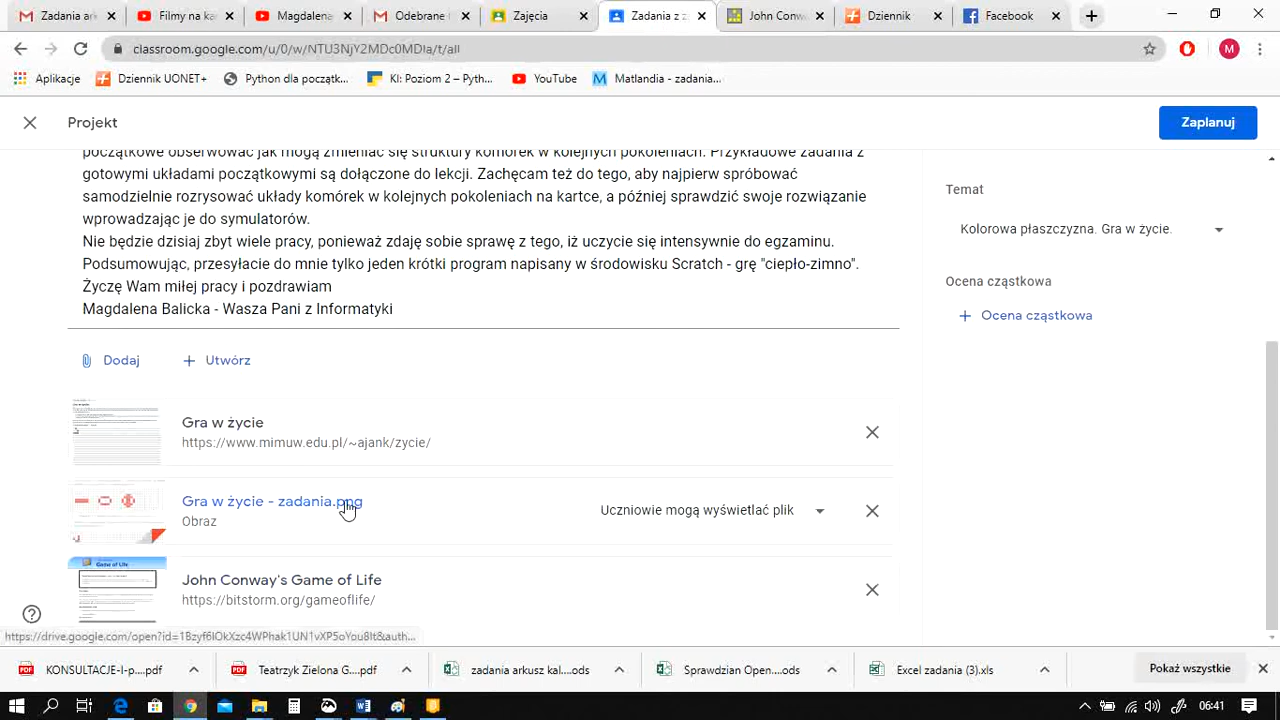 Zadania ar
Filmy na ka
Magdalena
Odebrane (
Zajęcia
Zadania z z
John Conw
Dziennik
Facebook
classroom.google.com/u/0/w/NTU3NjY2MDc0MDla/t/all
M
Aplikacje
Dziennik UONET+
Python dla początk...
KI: Poziom 2 -- Pyth...
YouTube
Matlandia - zadania...
Projekt
Zaplanuj
początkowe obserwować jak mogą zmieniać się struktury komórek w kolejnych pokoleniach. Przykładowe zadania z
gotowymi układami początkowymi są dołączone do lekcji. Zachęcam też do tego, aby najpierw spróbować
samodzielnie rozrysować układy komórek w kolejnych pokoleniach na kartce, a później sprawdzić swoje rozwiązanie
wprowadzając je do symulatorów.
Nie będzie dzisiaj zbyt wiele pracy, ponieważ zdaję sobie sprawę z tego, iż uczycie się intensywnie do egzaminu.
Podsumowując, przesyłacie do mnie tylko jeden krótki program napisany w środowisku Scratch - grę "ciepło-zimno".
Życzę Wam miłej pracy i pozdrawiam
Magdalena Balicka - Wasza Pani z Informatyki
Temat
Kolorowa płaszczyzna. Gra w życie.
Ocena cząstkowa
Ocena cząstkowa
Dodaj
Utwórz
Gra w życie
https://www.mimuw.edu.pl/~ajank/zycie/
Gra w życie - zadania.png
Obraz
Uczniowie mogą wyświetlać plik
Game of Life
John Conway's Game of Life
https://bitstorm.org/gameoflife/
KONSULTACJE-I-p....pdf
Teatrzyk Zielona G....pdf
zadania arkusz kal....ods
Sprawdzian Open....ods
Excel zadania (3).xls
Pokaż wszystkie
06:41